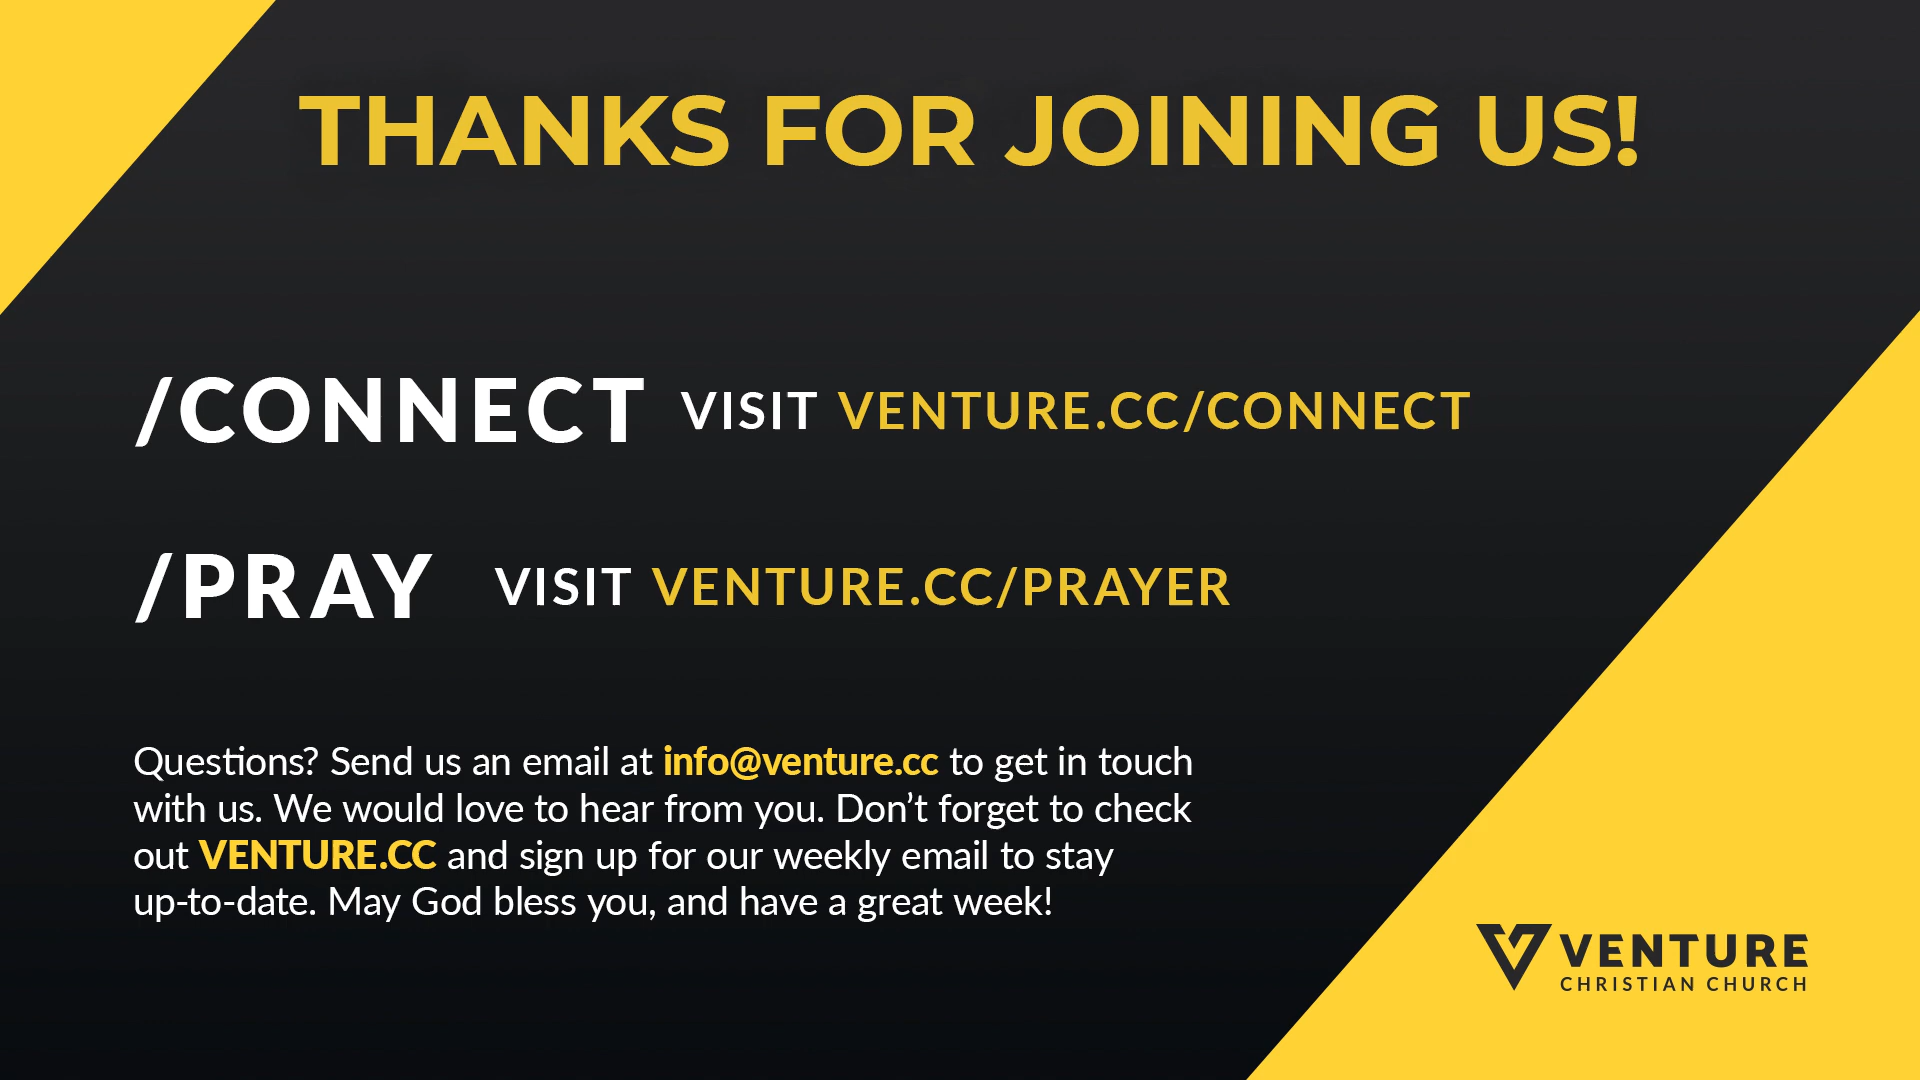 THANKS FOR JOINING US!
/CONNECT VISIT VENTURE.CC/CONNECT
/PRAY VISIT VENTURE.CC/PRAYER
Questions? Send us an email at info@venture.cc to get in touch
with us. We would love to hear from you. Don’t forget to check
out VENTURE.CC and sign up for our weekly email to stay
up-to-date. May God bless you, and have a great week!
VENTURE
CHRISTIAN CHURCH